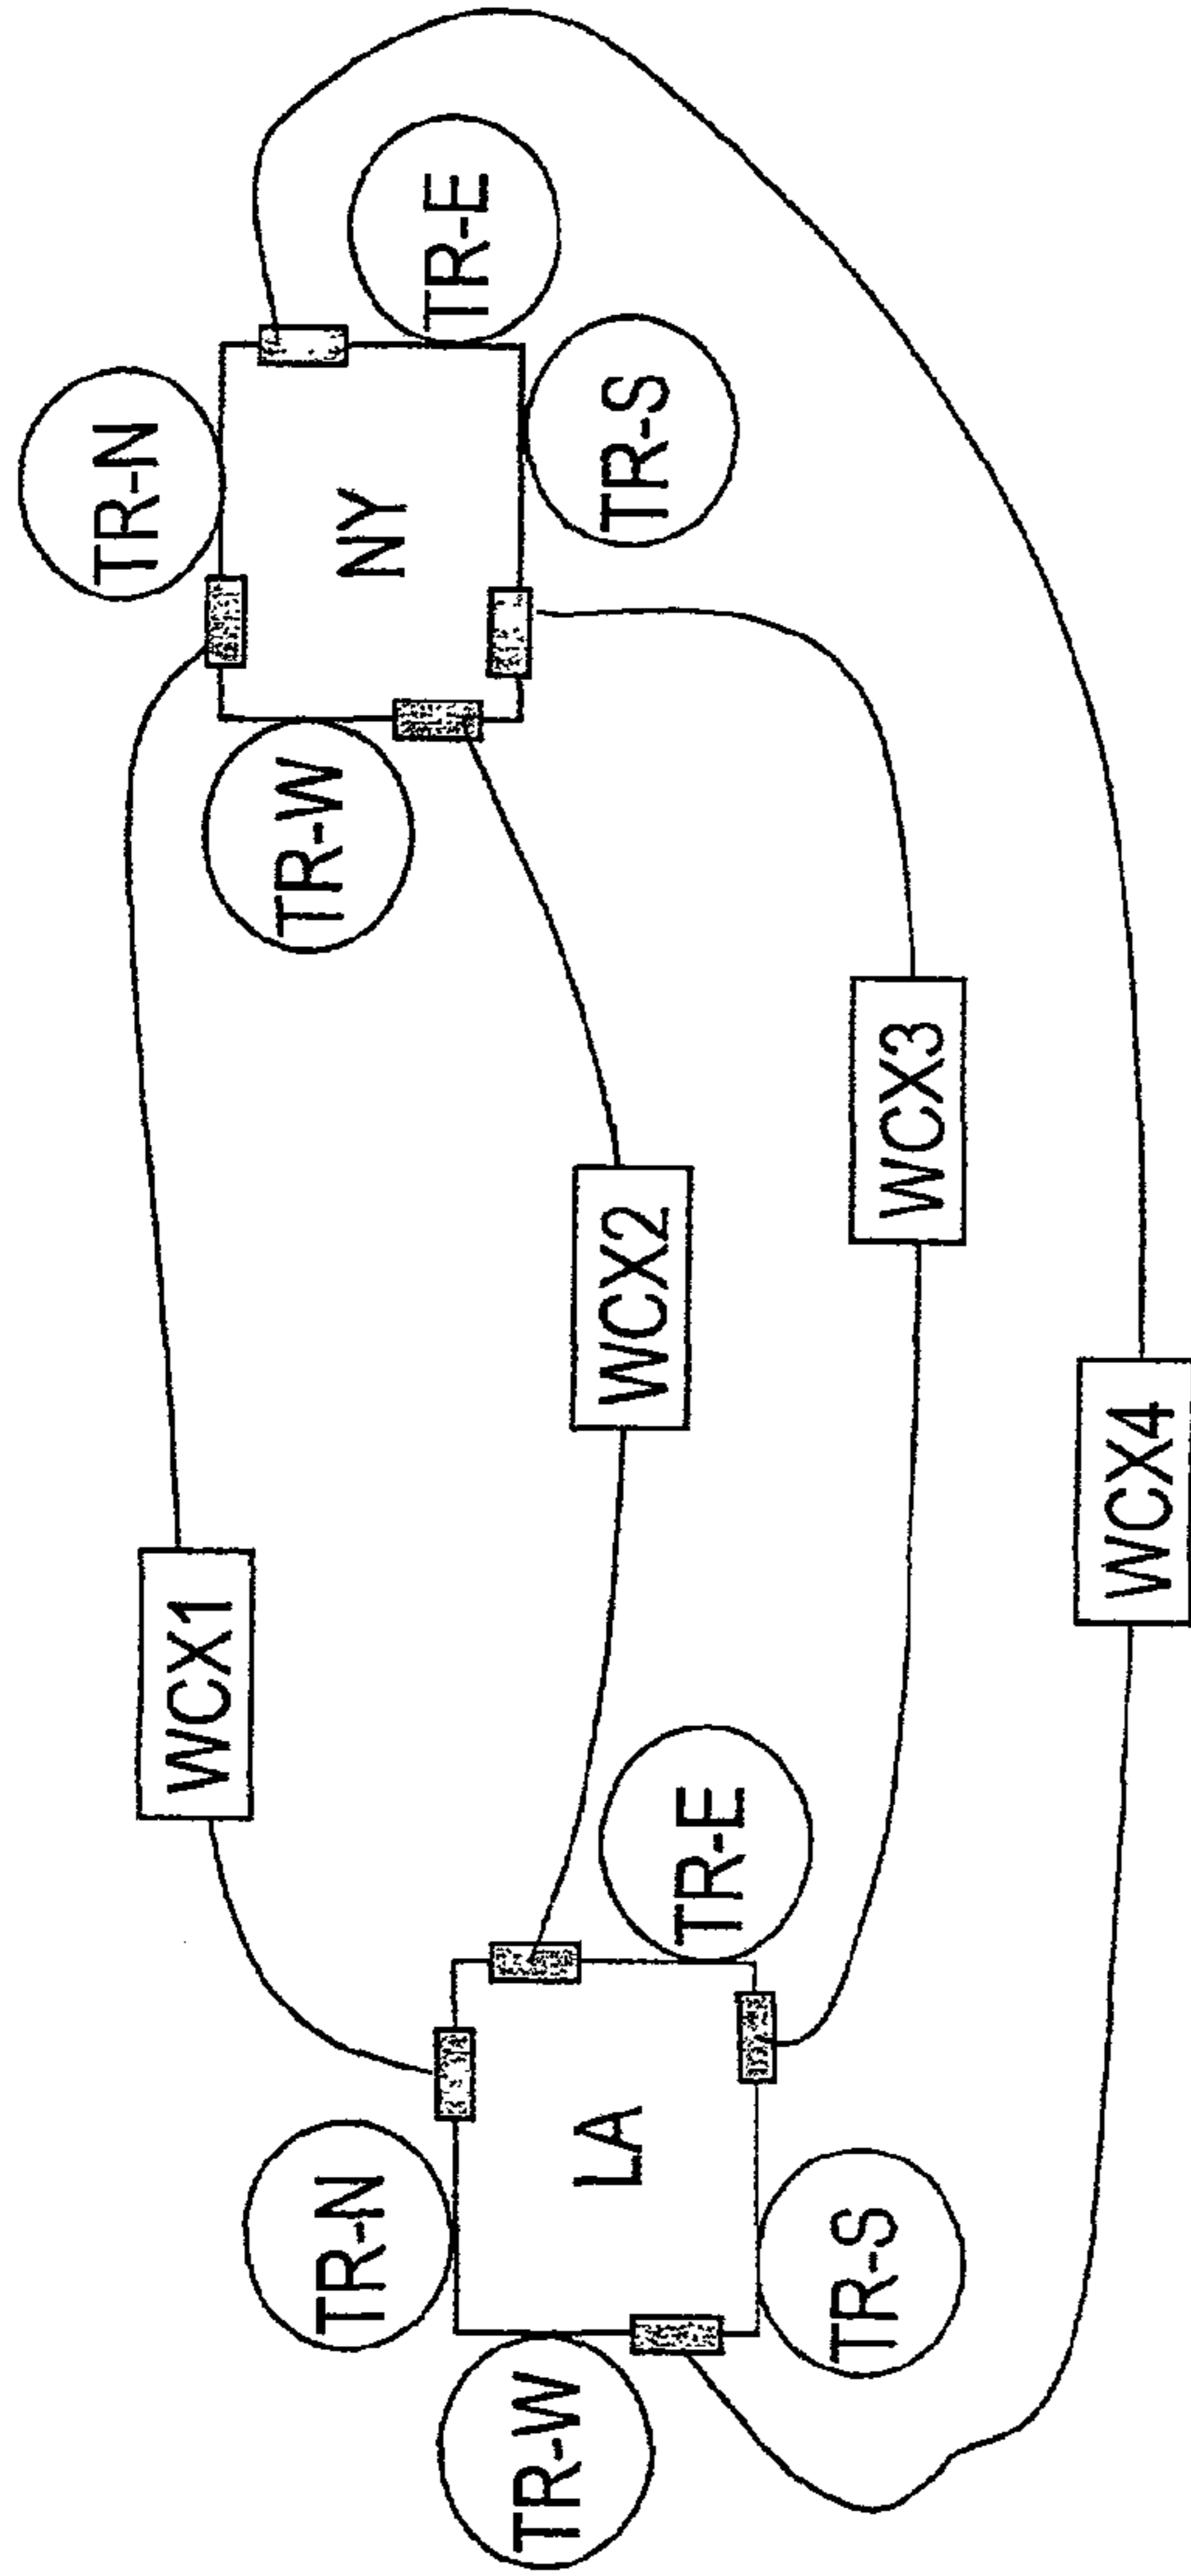 TR-N
WCX1
TR-W
TR-N
NY
TR-E
TR-W
LA
WCX2
TR-S
TR-E
TR-S
WCX3
WCX4